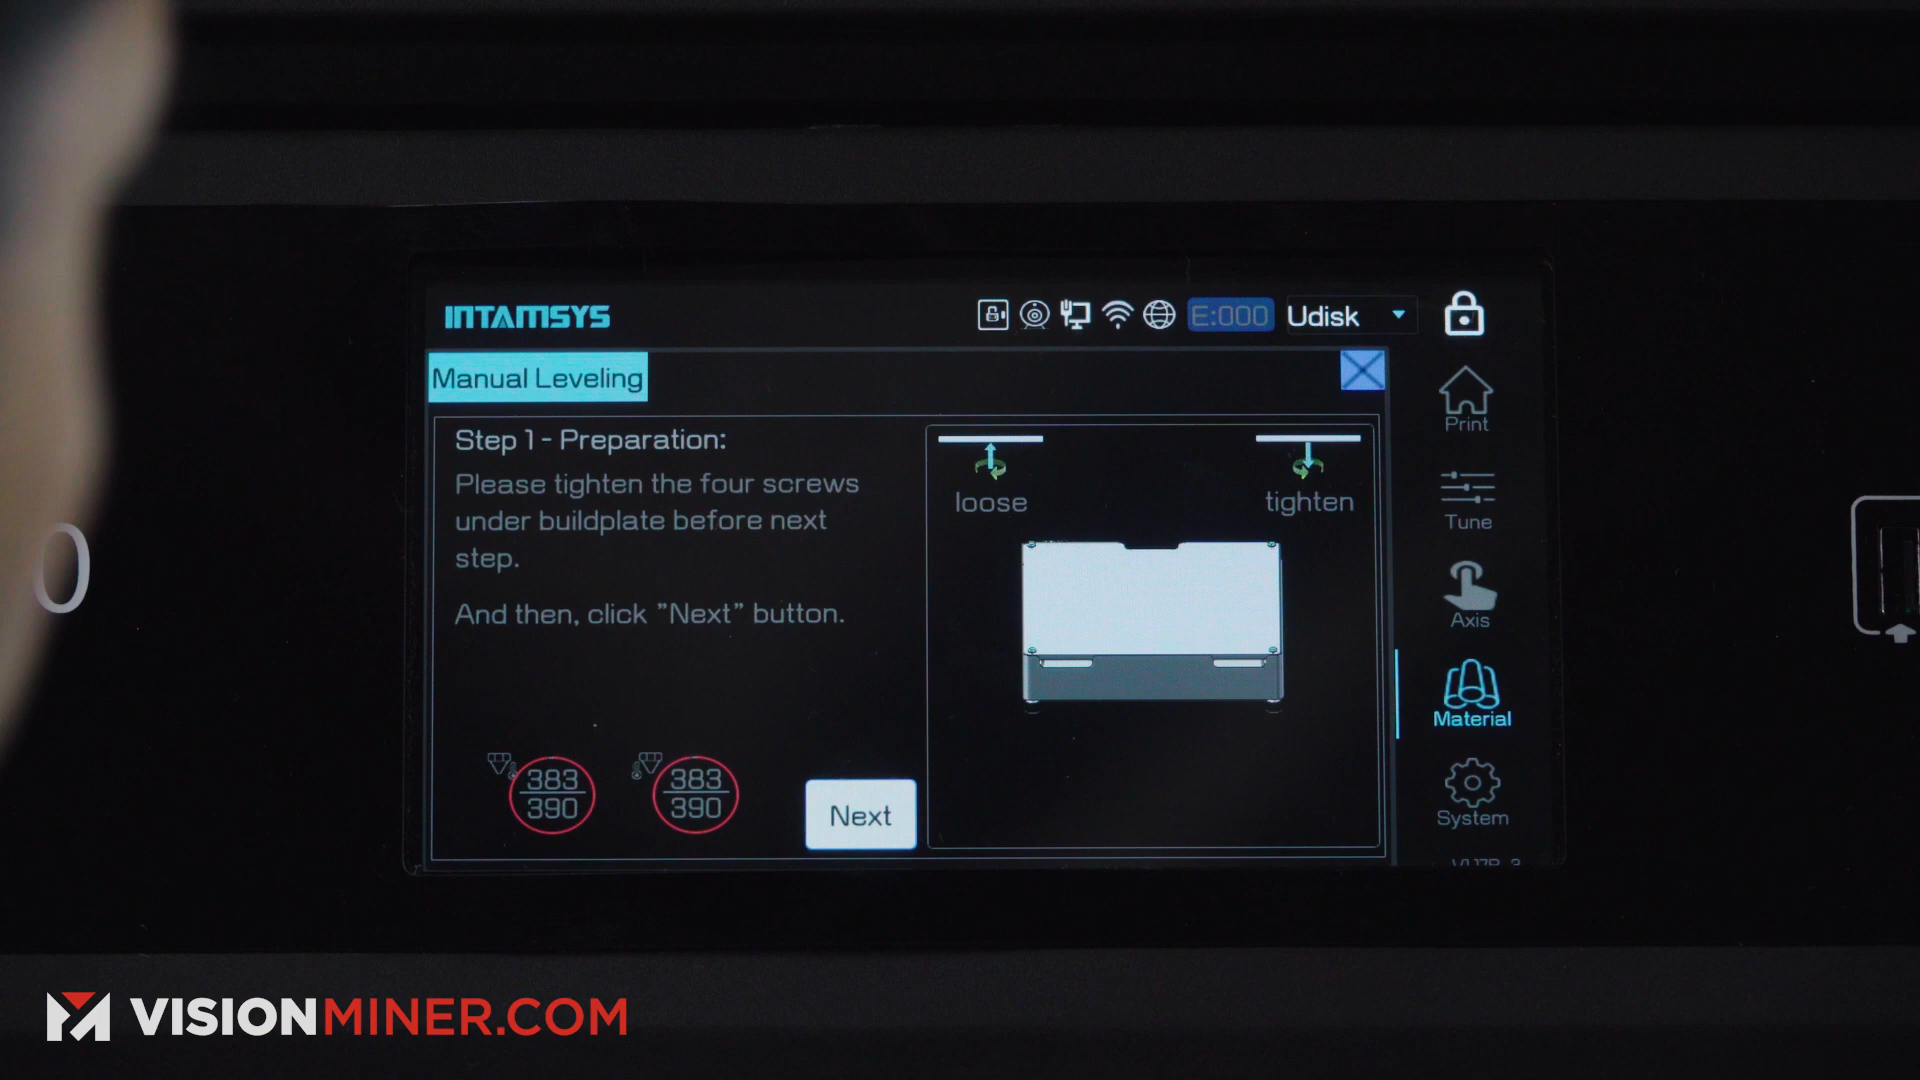 INTAMSYS
E:000
Udisk
Manual Leveling
Step 1 - Preparation:
Please tighten the four screws
under buildplate before next
step.
And then, click "Next" button.
383
390
383
390
Next
loose
tighten
Print
Tune
Axis
Material
System
0
VISIONMINER.COM